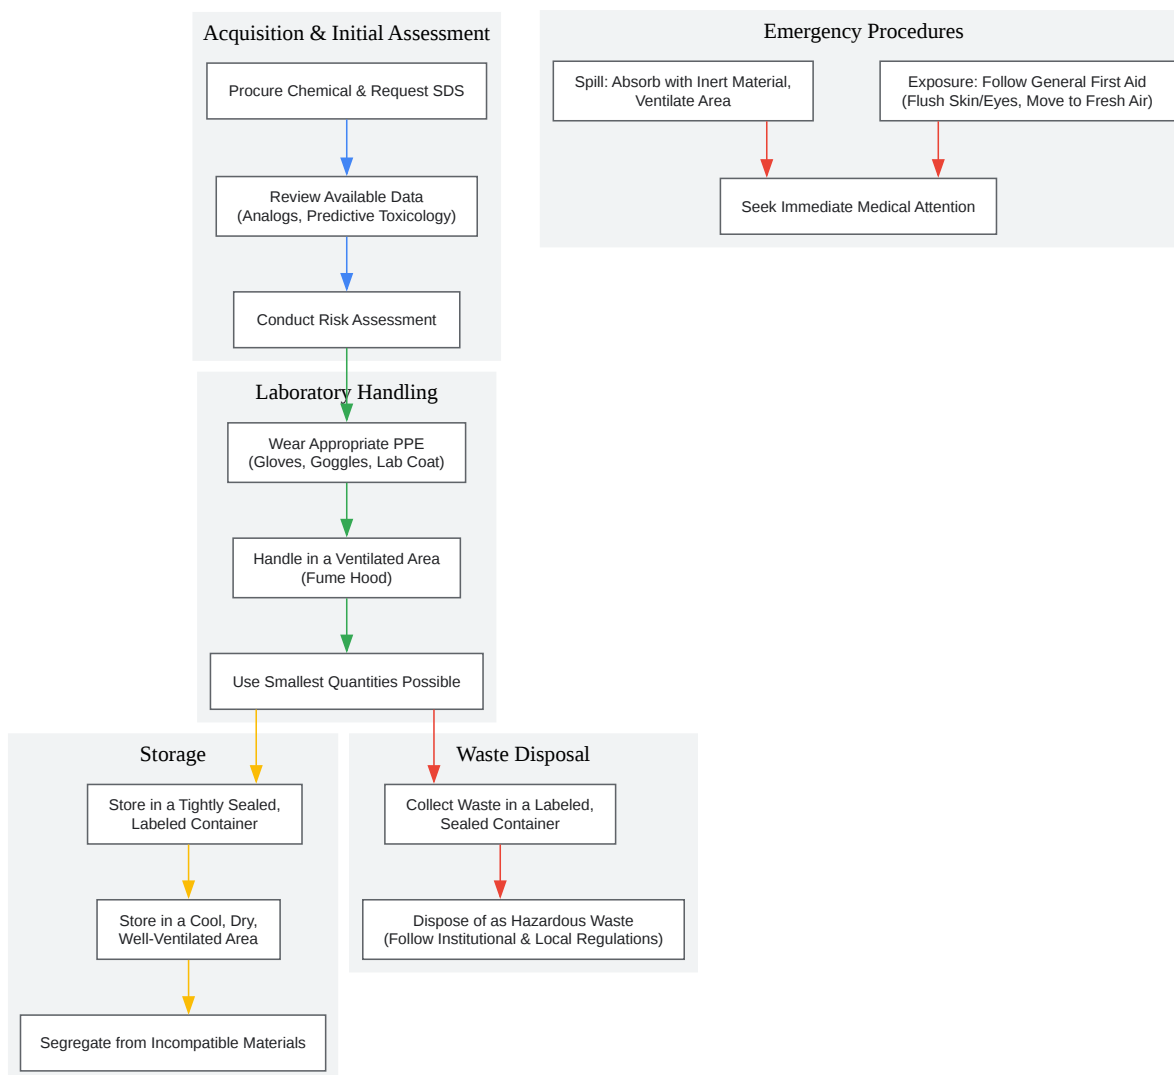 Acquisition & Initial Assessment
Procure Chemical & Request SDS
Review Available Data
(Analogs, Predictive Toxicology)
Conduct Risk Assessment
Emergency Procedures
Spill: Absorb with Inert Material,
Ventilate Area
Exposure: Follow General First Aid
(Flush Skin/Eyes, Move to Fresh Air)
Seek Immediate Medical Attention
Laboratory Handling
Wear Appropriate PPE
(Gloves, Goggles, Lab Coat)
Handle in a Ventilated Area
(Fume Hood)
Use Smallest Quantities Possible
Storage
Store in a Tightly Sealed,
Labeled Container
Store in a Cool, Dry,
Well-Ventilated Area
Segregate from Incompatible Materials
Waste Disposal
Collect Waste in a Labeled,
Sealed Container
Dispose of as Hazardous Waste
(Follow Institutional & Local Regulations)